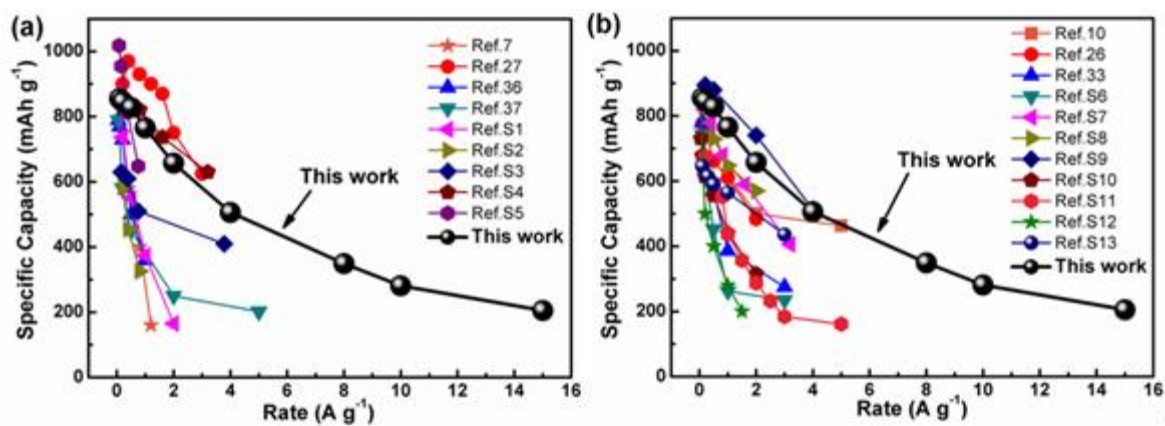 (a)
Specific Capacity (mAh g-1)
1000
800
600
400
200
0
0 2 4 6 8 10 12 14 16
Rate (A g-1)
Ref.7
Ref.27
Ref.36
Ref.37
Ref.S1
Ref.S2
Ref.S3
Ref.S4
Ref.S5
This work
This work
(b)
Specific Capacity (mAh g-1)
1000
800
600
400
200
0
0 2 4 6 8 10 12 14 16
Rate (A g-1)
Ref.10
Ref.26
Ref.33
Ref.S6
Ref.S7
Ref.S8
Ref.S9
Ref.S10
Ref.S11
Ref.S12
Ref.S13
This work
This work